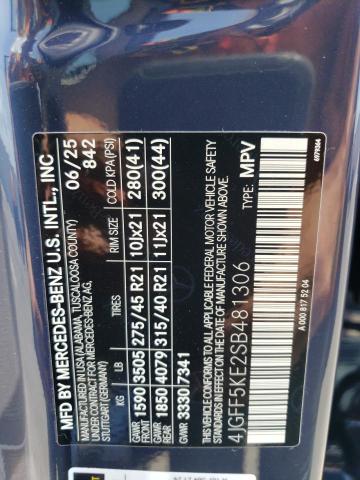 MFD BY MERCEDES-BENZ U.S. INTL., INC
MADE IN USA (ALABAMA, TUSCALOOSA COUNTY)
UNDER CONTRACT FOR MERCEDES-BENZ AG.
06/25
842
KG LB TIRES RIM SIZE COLD KPA(PSI)
GAWR FRONT 1590 3505 275/45 R21 10Jx21 280(41)
GAWR REAR 1850 4079 315/40 R21 11Jx21 300(44)
GVWR 3330 7341
THIS VEHICLE CONFORMS TO ALL APPLICABLE FEDERAL MOTOR VEHICLE SAFETY
STANDARDS IN EFFECT ON THE DATE OF MANUFACTURE SHOWN ABOVE.
4JGFF5KE2SB481306 TYPE: MPV
A 000 817 52 04